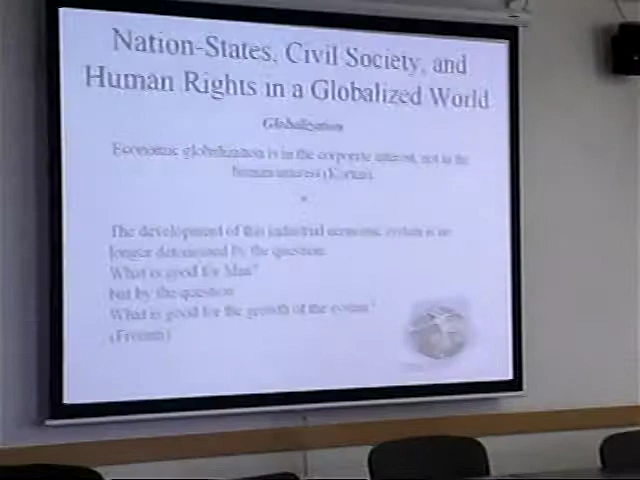 Nation-States, Civil Society, and
Human Rights in a Globalized World
Globalization
Economic globalization is in the corporate interest, not in the
human interest (Korten).
The development of this industrial economic system is no
longer determined by the question:
What is good for Man?
but by the question:
What is good for the growth of the system?
(Fromm)